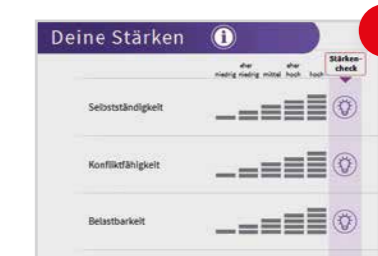 Deine Stärken i
eher eher Stärken-
niedrig niedrig mittel hoch hoch check
Selbstständigkeit
Konfliktfähigkeit
Belastbarkeit